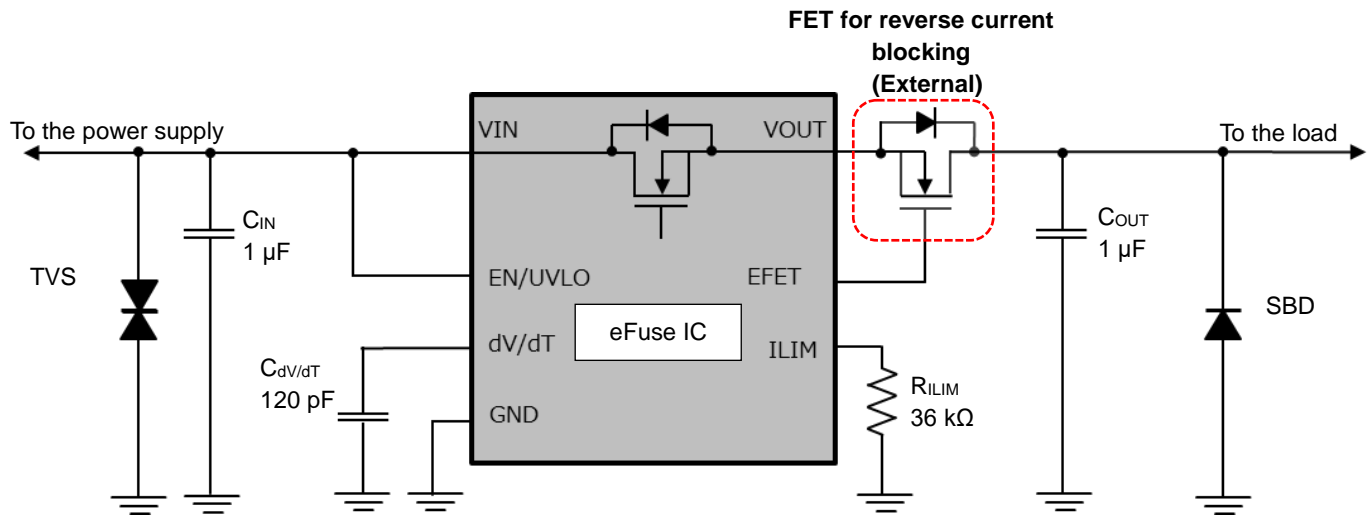 FET for reverse current
blocking
(External)
To the power supply
VIN
VOUT
To the load
CIN
1 µF
COUT
1 µF
TVS
EN/UVLO
EFET
SBD
eFuse IC
dV/dT
ILIM
CdV/dT
120 pF
RILIM
36 kΩ
GND